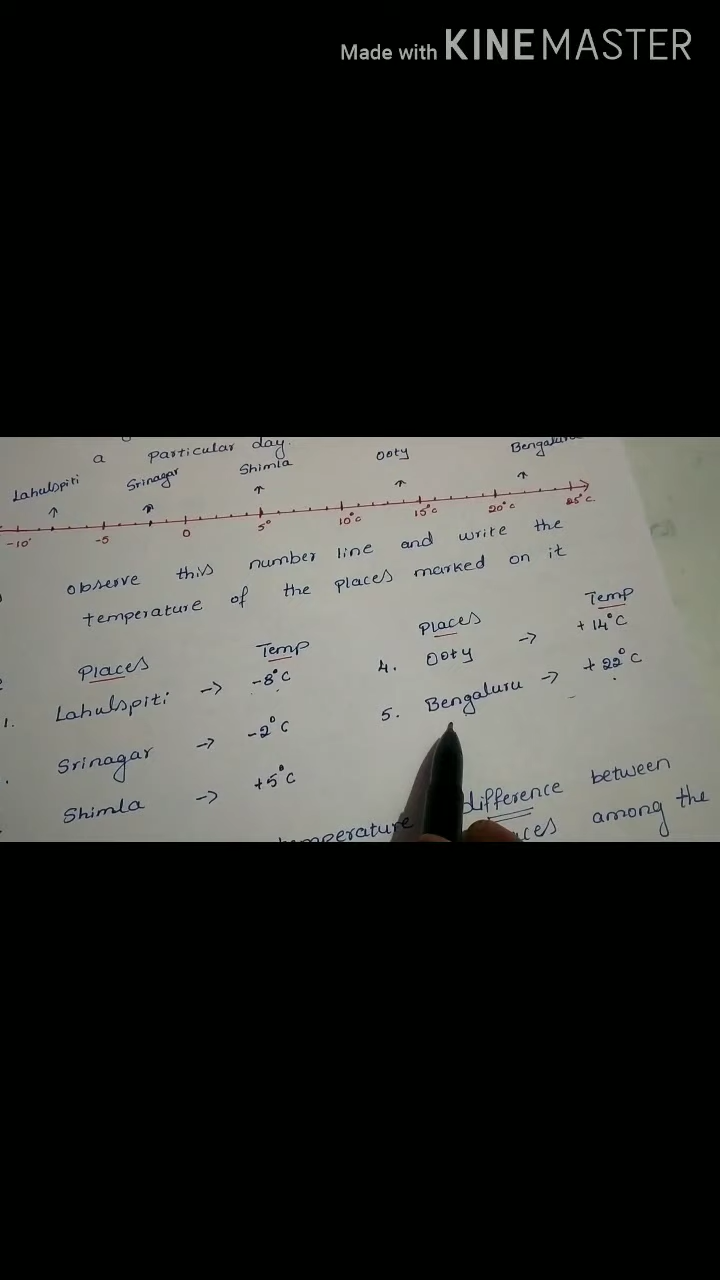 Made with KINEMASTER
a particular day.
Lahulspiti Srinagar Shimla Ooty Bengaluru
-10° -5 0 5° 10°C 15°C 20°C 25°C
observe this number line and write the
temperature of the places marked on it
Places Temp Places Temp
1. Lahulspiti -> -8°C 4. Ooty -> +14°C
Srinagar -> -2°C 5. Bengaluru -> +22°C
Shimla -> +5°C
temperature difference between
among the